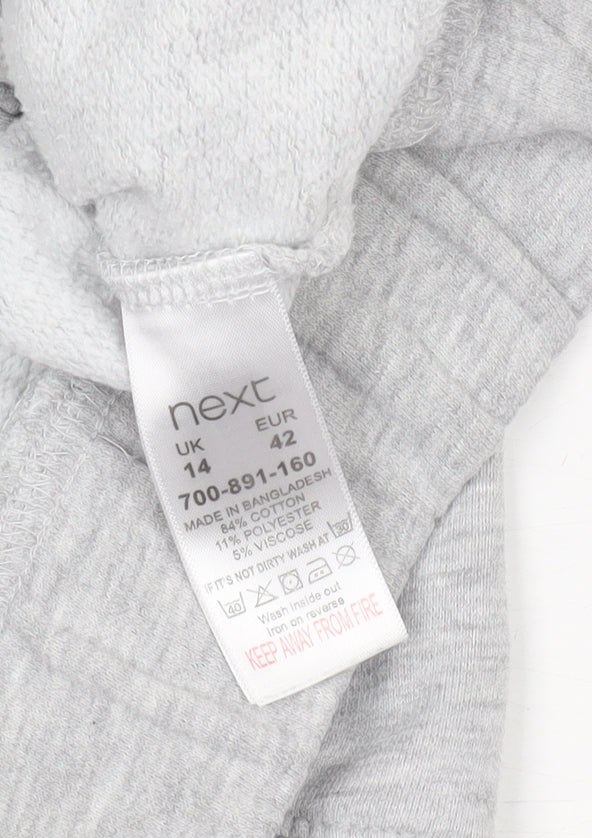 next
UK EUR
14 42
700-891-160
MADE IN BANGLADESH
84% COTTON
11% POLYESTER
5% VISCOSE
IF IT'S NOT DIRTY WASH AT 30
40
Wash inside out
Iron on reverse
KEEP AWAY FROM FIRE